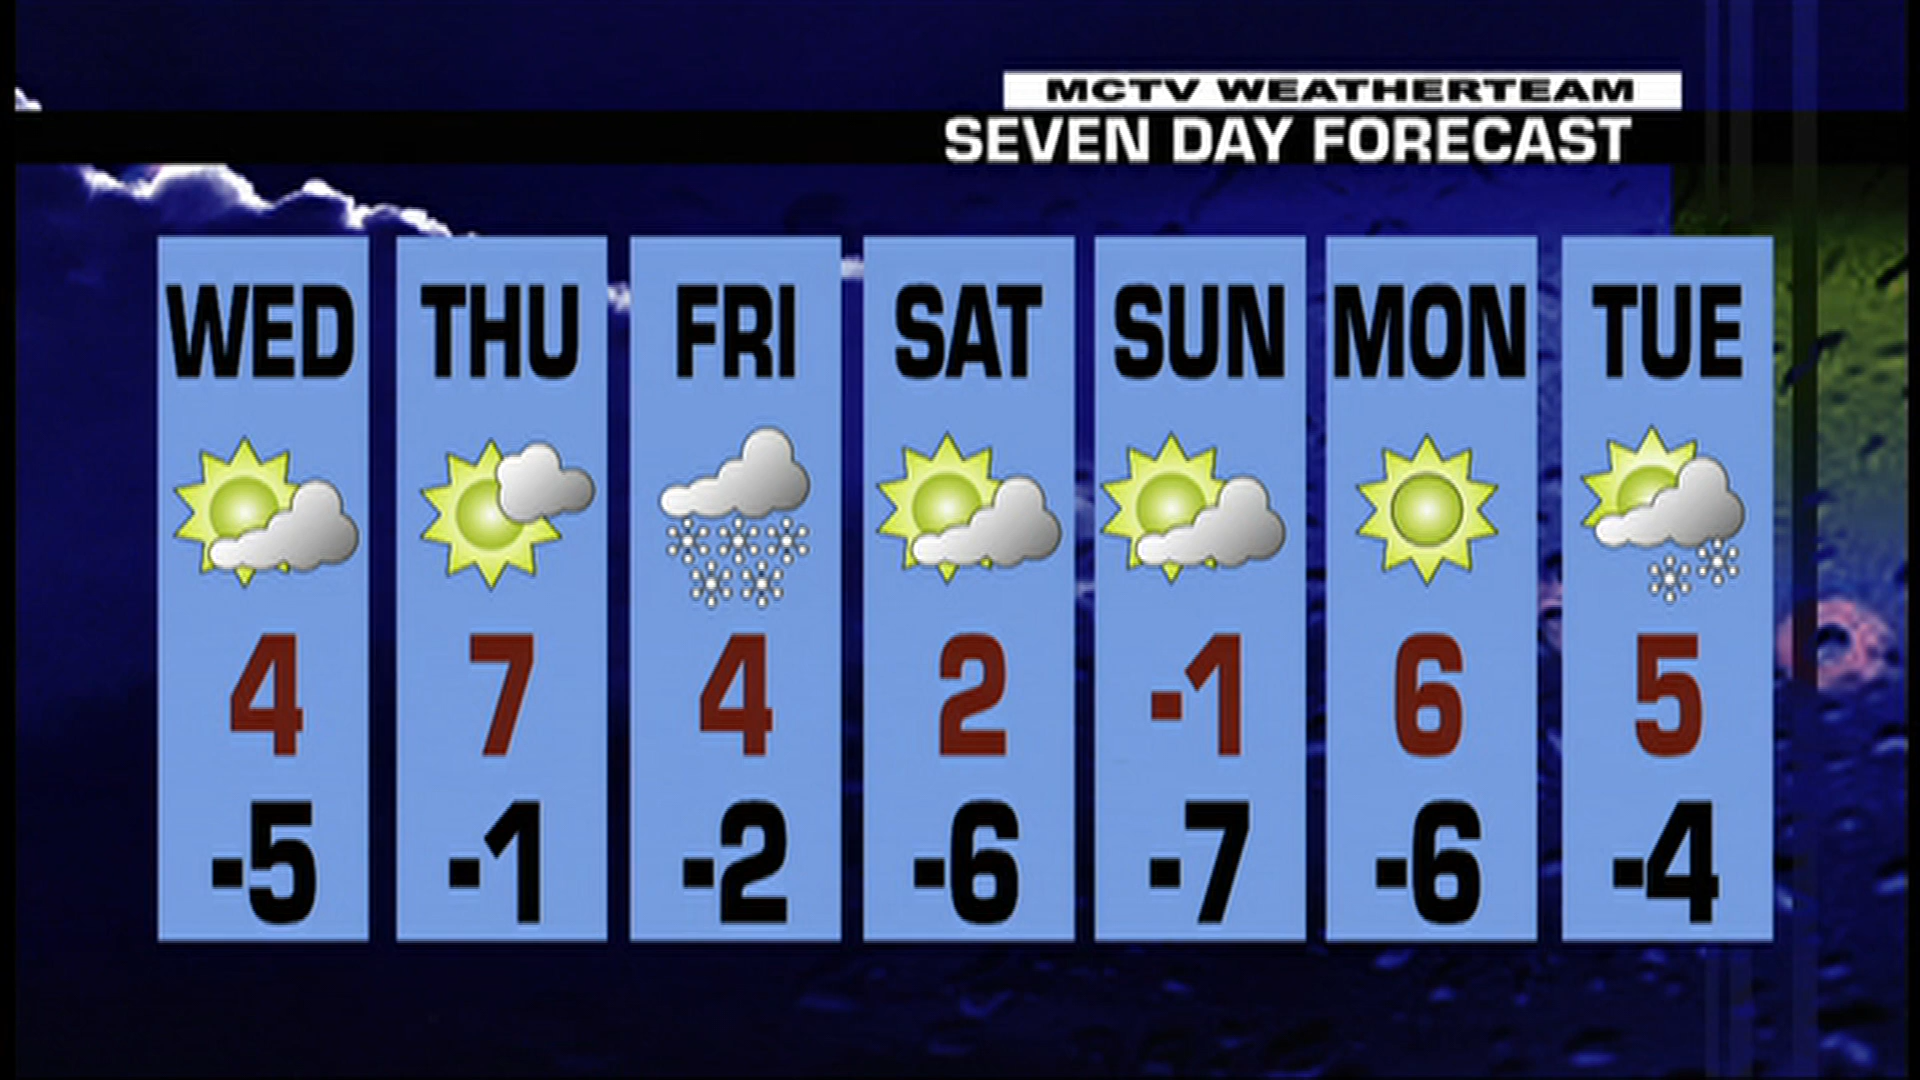 MCTV WEATHERTEAM
SEVEN DAY FORECAST
WED THU FRI SAT SUN MON TUE
4 7 4 2 -1 6 5
-5 -1 -2 -6 -7 -6 -4